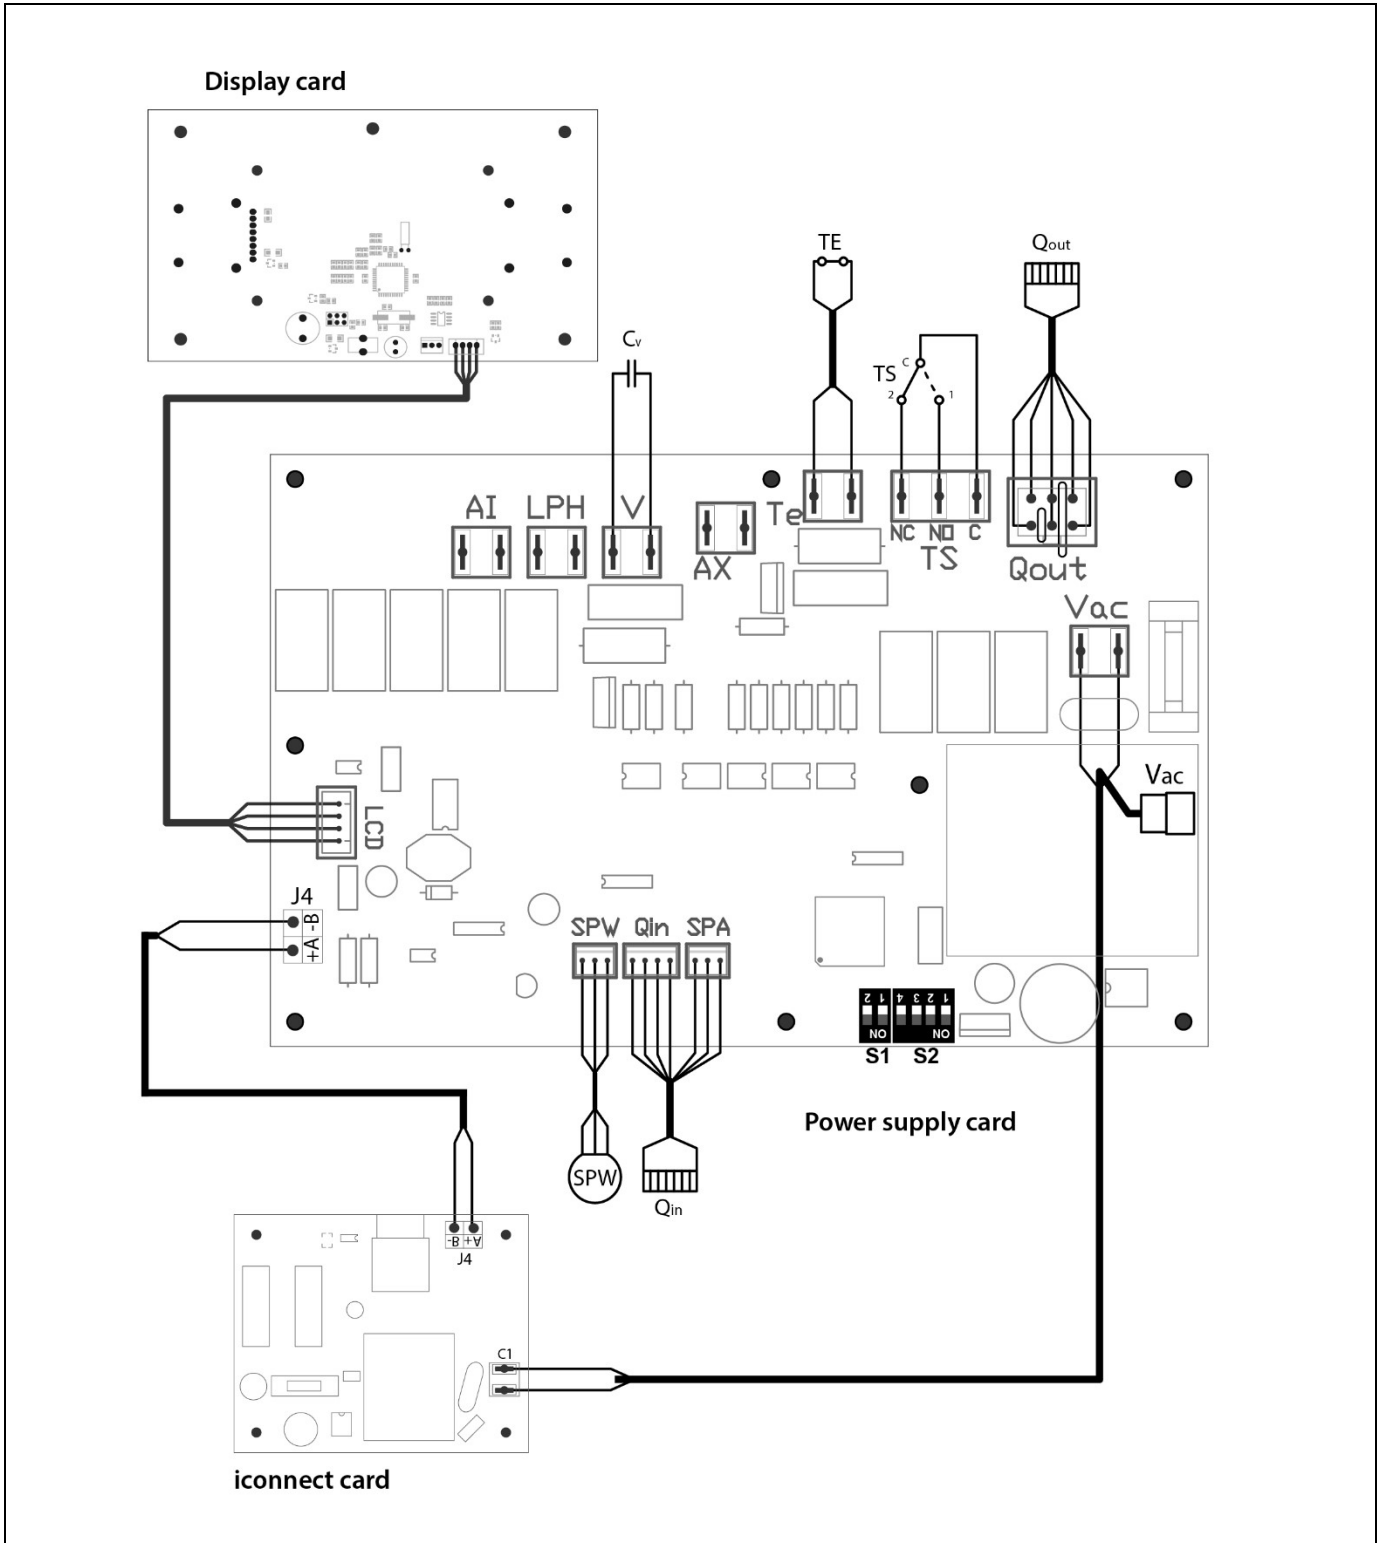 Display card
TE
Qout
Cv
TS
C
2
1
AI
LPH
V
AX
Te
NC
NO
C
TS
Qout
Vac
Vac
LCD
J4
-B
+A
SPW
Qin
SPA
2 1
4 3 2 1
ON
ON
S1
S2
Power supply card
SPW
Qin
-B
+A
J4
C1
iconnect card